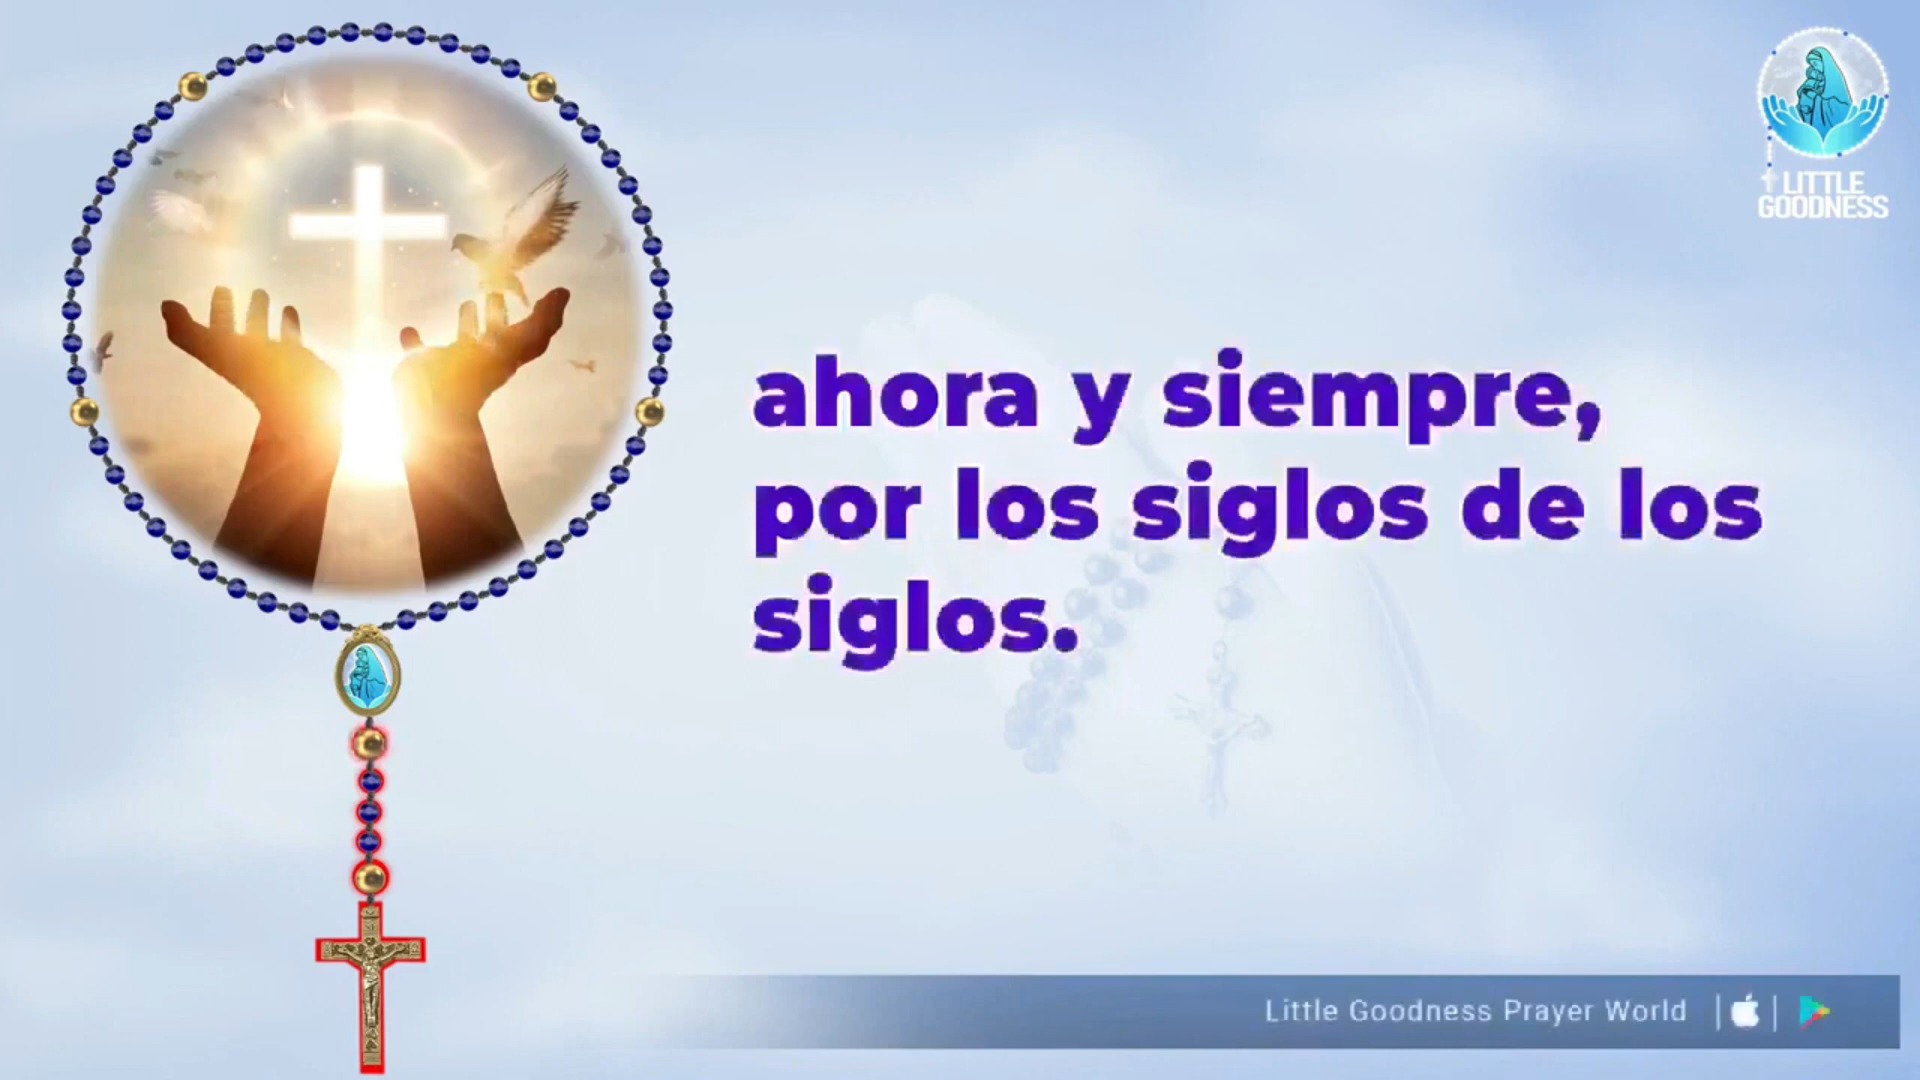 LITTLE
GOODNESS
ahora y siempre,
por los siglos de los
siglos.
Little Goodness Prayer World